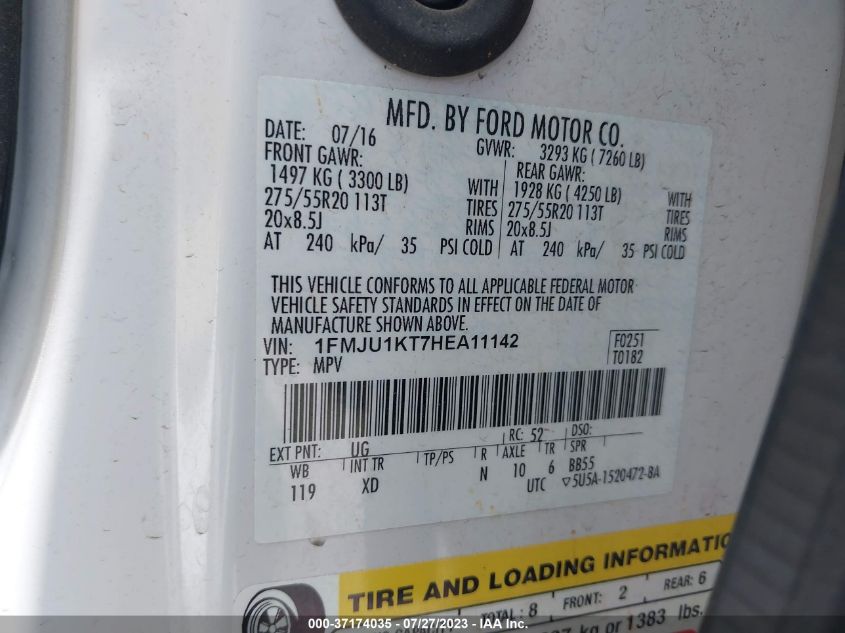 MFD. BY FORD MOTOR CO.
DATE: 07/16 GVWR: 3293 KG ( 7260 LB)
FRONT GAWR: REAR GAWR:
1497 KG ( 3300 LB) WITH 1928 KG ( 4250 LB) WITH
275/55R20 113T TIRES 275/55R20 113T TIRES
20x8.5J RIMS 20x8.5J RIMS
AT 240 kPa/ 35 PSI COLD AT 240 kPa/ 35 PSI COLD
THIS VEHICLE CONFORMS TO ALL APPLICABLE FEDERAL MOTOR
VEHICLE SAFETY STANDARDS IN EFFECT ON THE DATE OF
MANUFACTURE SHOWN ABOVE.
VIN: 1FMJU1KT7HEA11142 F0251
TYPE: MPV T0182
EXT PNT: UG RC: 52 DSO:
WB INT TR TP/PS R AXLE TR SPR
119 XD N 10 6 BB55
UTC ▽5U5A-1520472-8A
TIRE AND LOADING INFORMATIO
TOTAL: 8 FRONT: 2 REAR: 6
kg or 1383 lbs.
000-37174035 - 07/27/2023 - IAA Inc.